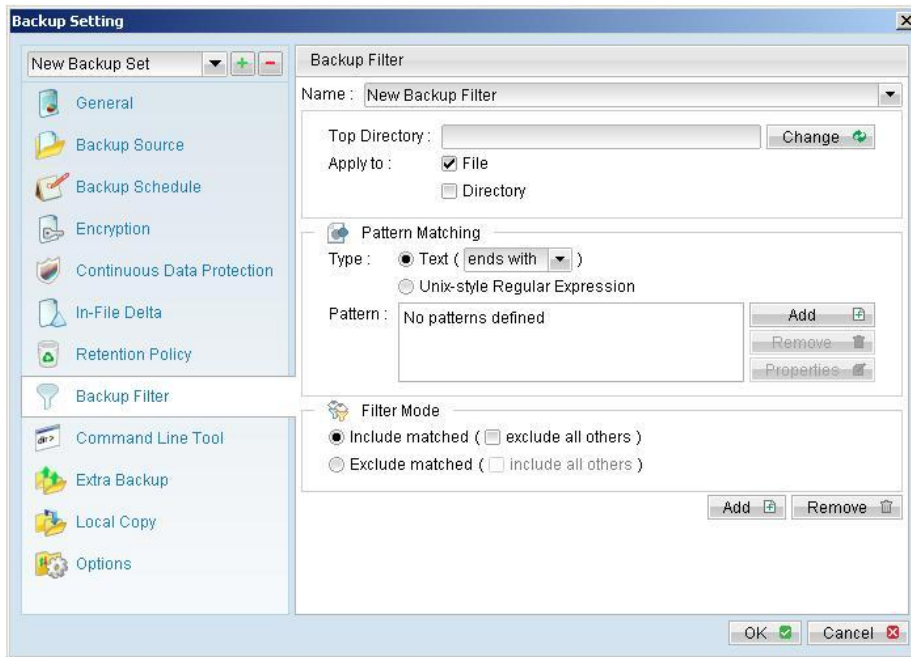 Backup Setting
New Backup Set
General
Backup Source
Backup Schedule
Encryption
Continuous Data Protection
In-File Delta
Retention Policy
Backup Filter
Command Line Tool
Extra Backup
Local Copy
Options
Backup Filter
Name : New Backup Filter
Top Directory : Change
Apply to : File
Directory
Pattern Matching
Type : Text ( ends with )
Unix-style Regular Expression
Pattern : No patterns defined
Add
Remove
Properties
Filter Mode
Include matched ( exclude all others )
Exclude matched ( include all others )
Add Remove
OK Cancel